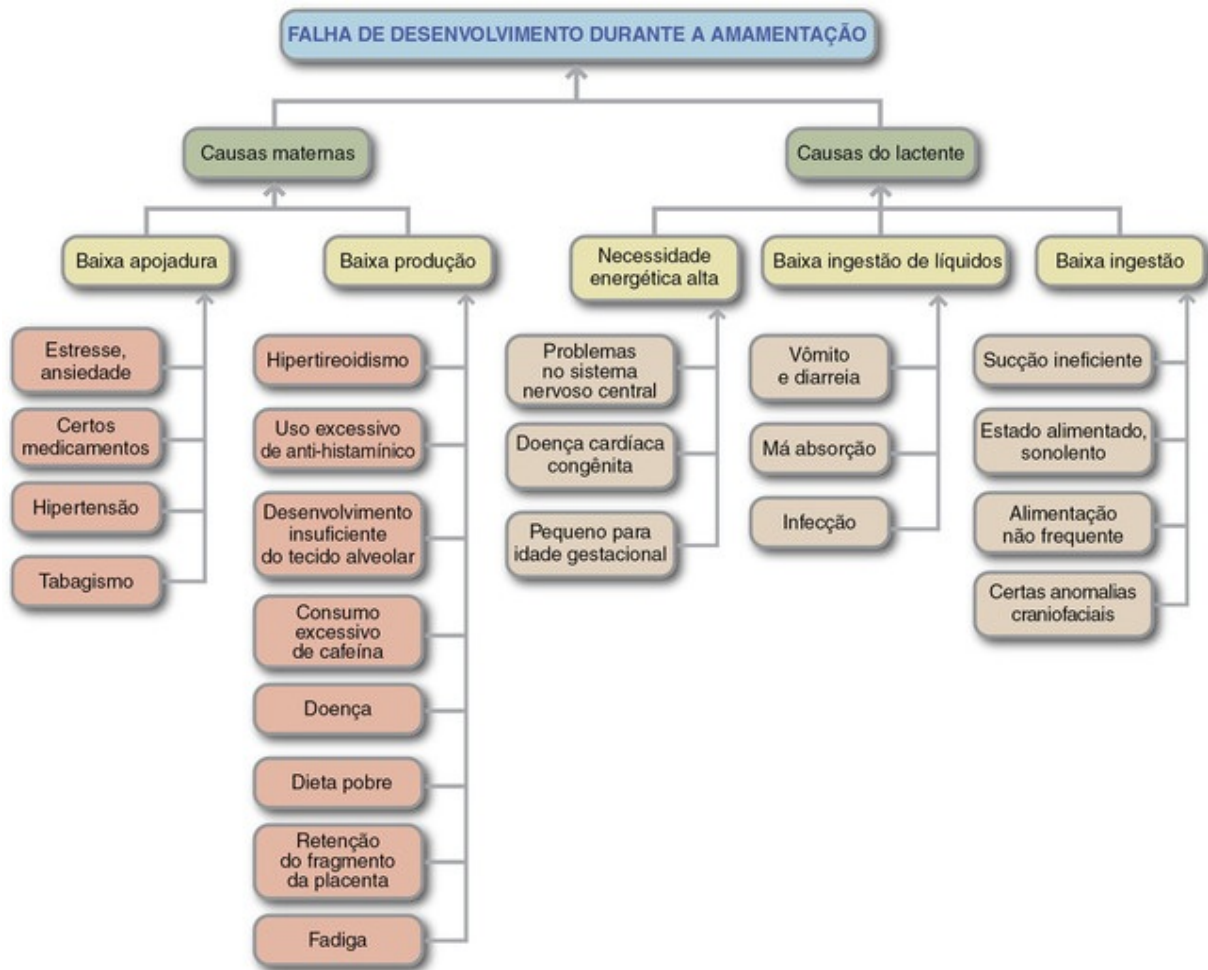 FALHA DE DESENVOLVIMENTO DURANTE A AMAMENTAÇÃO
Causas maternas
Causas do lactente
Baixa apojadura
Baixa produção
Necessidade
energética alta
Baixa ingestão de líquidos
Baixa ingestão
Estresse,
ansiedade
Certos
medicamentos
Hipertensão
Tabagismo
Hipertireoidismo
Uso excessivo
de anti-histamínico
Desenvolvimento
insuficiente
do tecido alveolar
Consumo
excessivo
de cafeína
Doença
Dieta pobre
Retenção
do fragmento
da placenta
Fadiga
Problemas
no sistema
nervoso central
Doença cardíaca
congênita
Pequeno para
idade gestacional
Vômito
e diarreia
Má absorção
Infecção
Sucção ineficiente
Estado alimentado,
sonolento
Alimentação
não frequente
Certas anomalias
craniofaciais